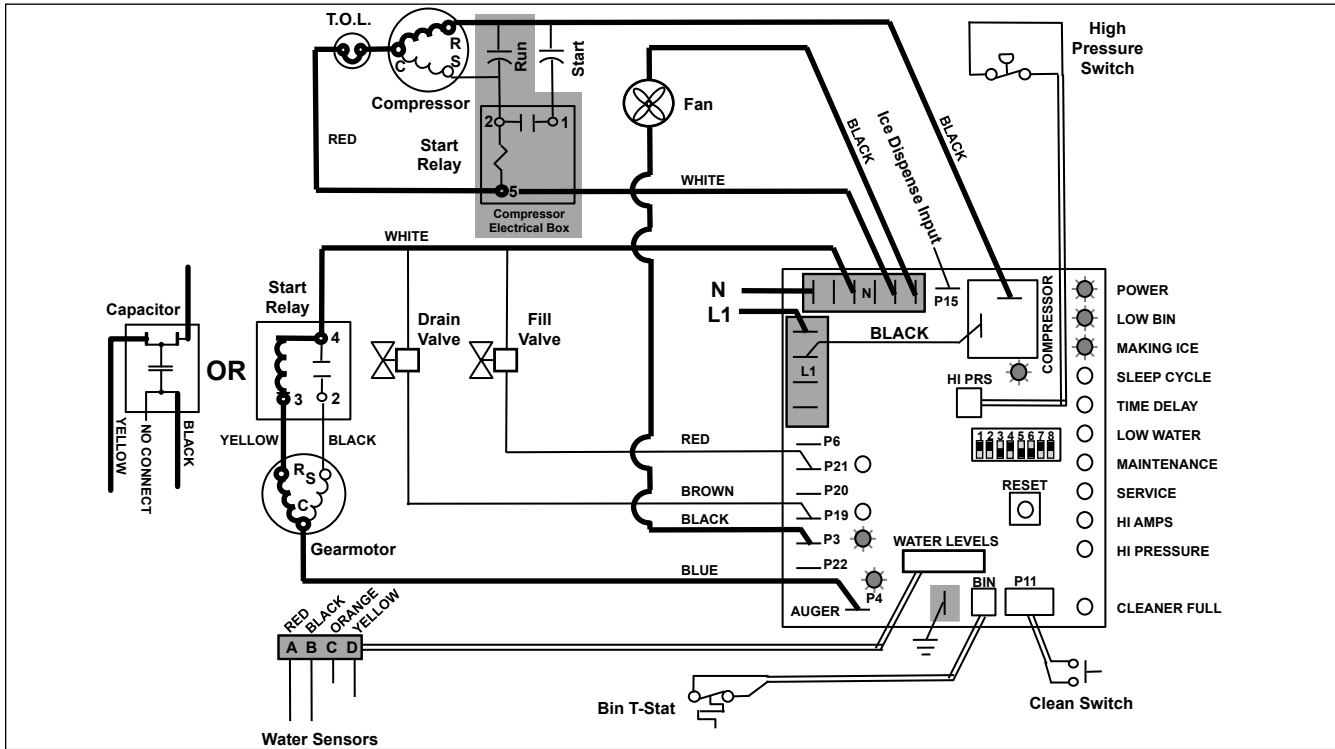 T.O.L.
R
S
C
Compressor
Run
Start
RED
2
1
Start
Relay
5
Compressor
Electrical Box
Fan
BLACK
Ice Dispense Input
BLACK
High
Pressure
Switch
WHITE
WHITE
Capacitor
YELLOW
NO CONNECT
BLACK
OR
Start
Relay
4
3
2
YELLOW
BLACK
R
S
C
Gearmotor
Drain
Valve
Fill
Valve
N
L1
N
P15
COMPRESSOR
BLACK
L1
HI PRS
RED
P6
P21
BROWN
P20
P19
BLACK
P3
P22
BLUE
P4
AUGER
1 2 3 4 5 6 7 8
RESET
WATER LEVELS
BIN
P11
POWER
LOW BIN
MAKING ICE
SLEEP CYCLE
TIME DELAY
LOW WATER
MAINTENANCE
SERVICE
HI AMPS
HI PRESSURE
CLEANER FULL
RED
BLACK
ORANGE
YELLOW
A B C D
Water Sensors
Bin T-Stat
Clean Switch